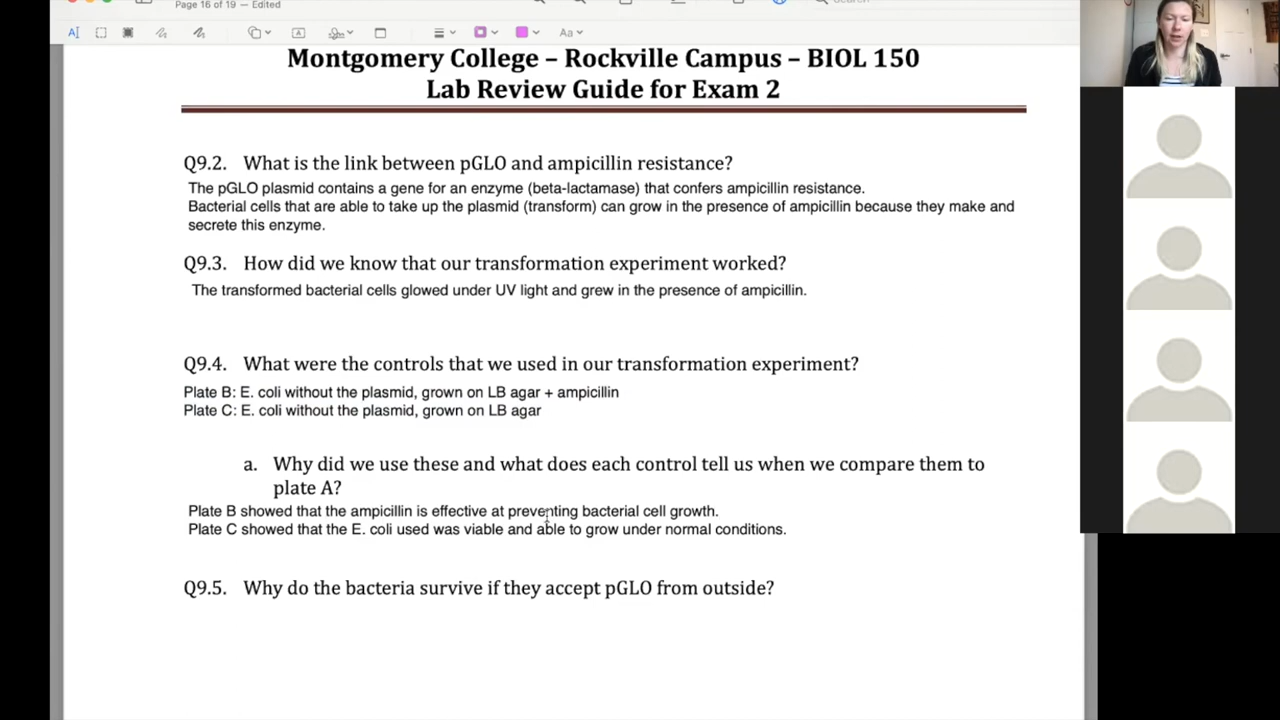 Page 16 of 19 — Edited
Aa
Montgomery College – Rockville Campus – BIOL 150
Lab Review Guide for Exam 2
Q9.2. What is the link between pGLO and ampicillin resistance?
The pGLO plasmid contains a gene for an enzyme (beta-lactamase) that confers ampicillin resistance.
Bacterial cells that are able to take up the plasmid (transform) can grow in the presence of ampicillin because they make and
secrete this enzyme.
Q9.3. How did we know that our transformation experiment worked?
The transformed bacterial cells glowed under UV light and grew in the presence of ampicillin.
Q9.4. What were the controls that we used in our transformation experiment?
Plate B: E. coli without the plasmid, grown on LB agar + ampicillin
Plate C: E. coli without the plasmid, grown on LB agar
a. Why did we use these and what does each control tell us when we compare them to
plate A?
Plate B showed that the ampicillin is effective at preventing bacterial cell growth.
Plate C showed that the E. coli used was viable and able to grow under normal conditions.
Q9.5. Why do the bacteria survive if they accept pGLO from outside?